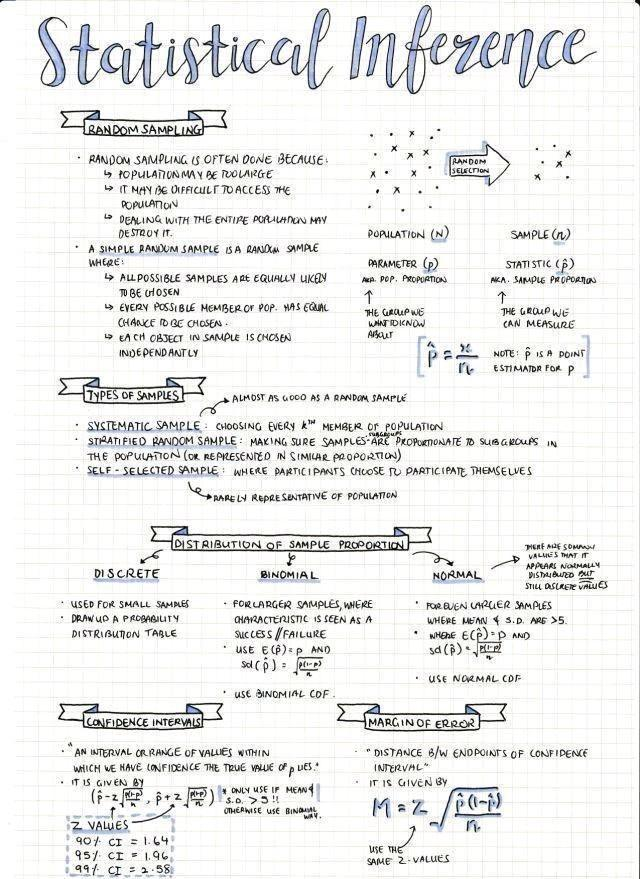 Statistical Inference
RANDOM SAMPLING
· RANDOM SAMPLING IS OFTEN DONE BECAUSE:
↳ POPULATION MAY BE TOO LARGE
↳ IT MAY BE DIFFICULT TO ACCESS THE
POPULATION
↳ DEALING WITH THE ENTIRE POPULATION MAY
DESTROY IT.
· A SIMPLE RANDOM SAMPLE IS A RANDOM SAMPLE
WHERE:
↳ ALL POSSIBLE SAMPLES ARE EQUALLY LIKELY
TO BE CHOSEN
↳ EVERY POSSIBLE MEMBER OF POP. HAS EQUAL
CHANCE TO BE CHOSEN.
↳ EACH OBJECT IN SAMPLE IS CHOSEN
INDEPENDANTLY
RANDOM
SELECTION
POPULATION (N)
SAMPLE (n)
PARAMETER (p)
AKA. POP. PROPORTION
↑
THE GROUP WE
WANT TO KNOW
ABOUT
STATISTIC (p̂)
AKA. SAMPLE PROPORTION
↑
THE GROUP WE
CAN MEASURE
[p̂ = x/n NOTE: p̂ IS A POINT
ESTIMATOR FOR p]
TYPES OF SAMPLES
ALMOST AS GOOD AS A RANDOM SAMPLE
· SYSTEMATIC SAMPLE: CHOOSING EVERY kTH MEMBER OF POPULATION
· STRATIFIED RANDOM SAMPLE: MAKING SURE SAMPLES SUBGROUPS ARE PROPORTIONATE TO SUBGROUPS IN
THE POPULATION (OR REPRESENTED IN SIMILAR PROPORTION)
· SELF-SELECTED SAMPLE: WHERE PARTICIPANTS CHOOSE TO PARTICIPATE THEMSELVES
RARELY REPRESENTATIVE OF POPULATION
DISTRIBUTION OF SAMPLE PROPORTION
DISCRETE
· USED FOR SMALL SAMPLES
· DRAW UP A PROBABILITY
DISTRIBUTION TABLE
BINOMIAL
· FOR LARGER SAMPLES, WHERE
CHARACTERISTIC IS SEEN AS A
SUCCESS // FAILURE
· USE E(p̂) = p AND
sd(p̂) = √(p(1-p)/n)
· USE BINOMIAL CDF.
NORMAL
THERE ARE SO MANY
VALUES THAT IT
APPEARS NORMALLY
DISTRIBUTED BUT
STILL DISCRETE VALUES
· FOR EVEN LARGER SAMPLES
WHERE MEAN & S.D. ARE >5.
· WHERE E(p̂) = p AND
sd(p̂) = √(p(1-p)/n)
· USE NORMAL CDF
CONFIDENCE INTERVALS
· "AN INTERVAL OR RANGE OF VALUES WITHIN
WHICH WE HAVE CONFIDENCE THE TRUE VALUE OF p LIES."
· IT IS GIVEN BY
(p̂ - z√(p(1-p)/n), p̂ + z√(p(1-p)/n))
* ONLY USE IF MEAN &
S.D. >5!!
OTHERWISE USE BINOMIAL
WAY.
Z VALUES
90% CI = 1.64
95% CI = 1.96
99% CI = 2.58
MARGIN OF ERROR
· "DISTANCE B/W ENDPOINTS OF CONFIDENCE
INTERVAL"
· IT IS GIVEN BY
M = Z √(p̂(1-p̂)/n)
USE THE
SAME Z-VALUES